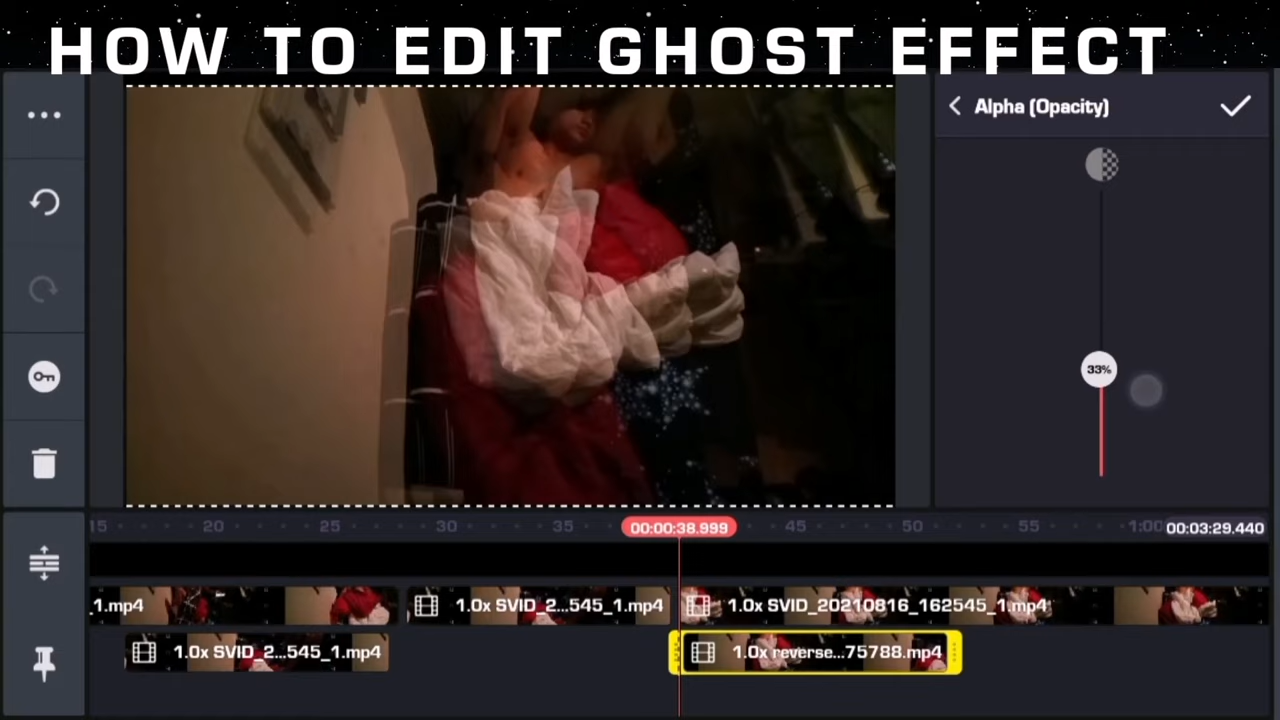 HOW TO EDIT GHOST EFFECT
Alpha (Opacity)
33%
15 20 25 30 35 00:00:38.999 45 50 55 1:00 00:03:29.440
_1.mp4 1.0x SVID_2...545_1.mp4 1.0x SVID_20210816_162545_1.mp4
1.0x SVID_2...545_1.mp4 1.0x reverse...75788.mp4